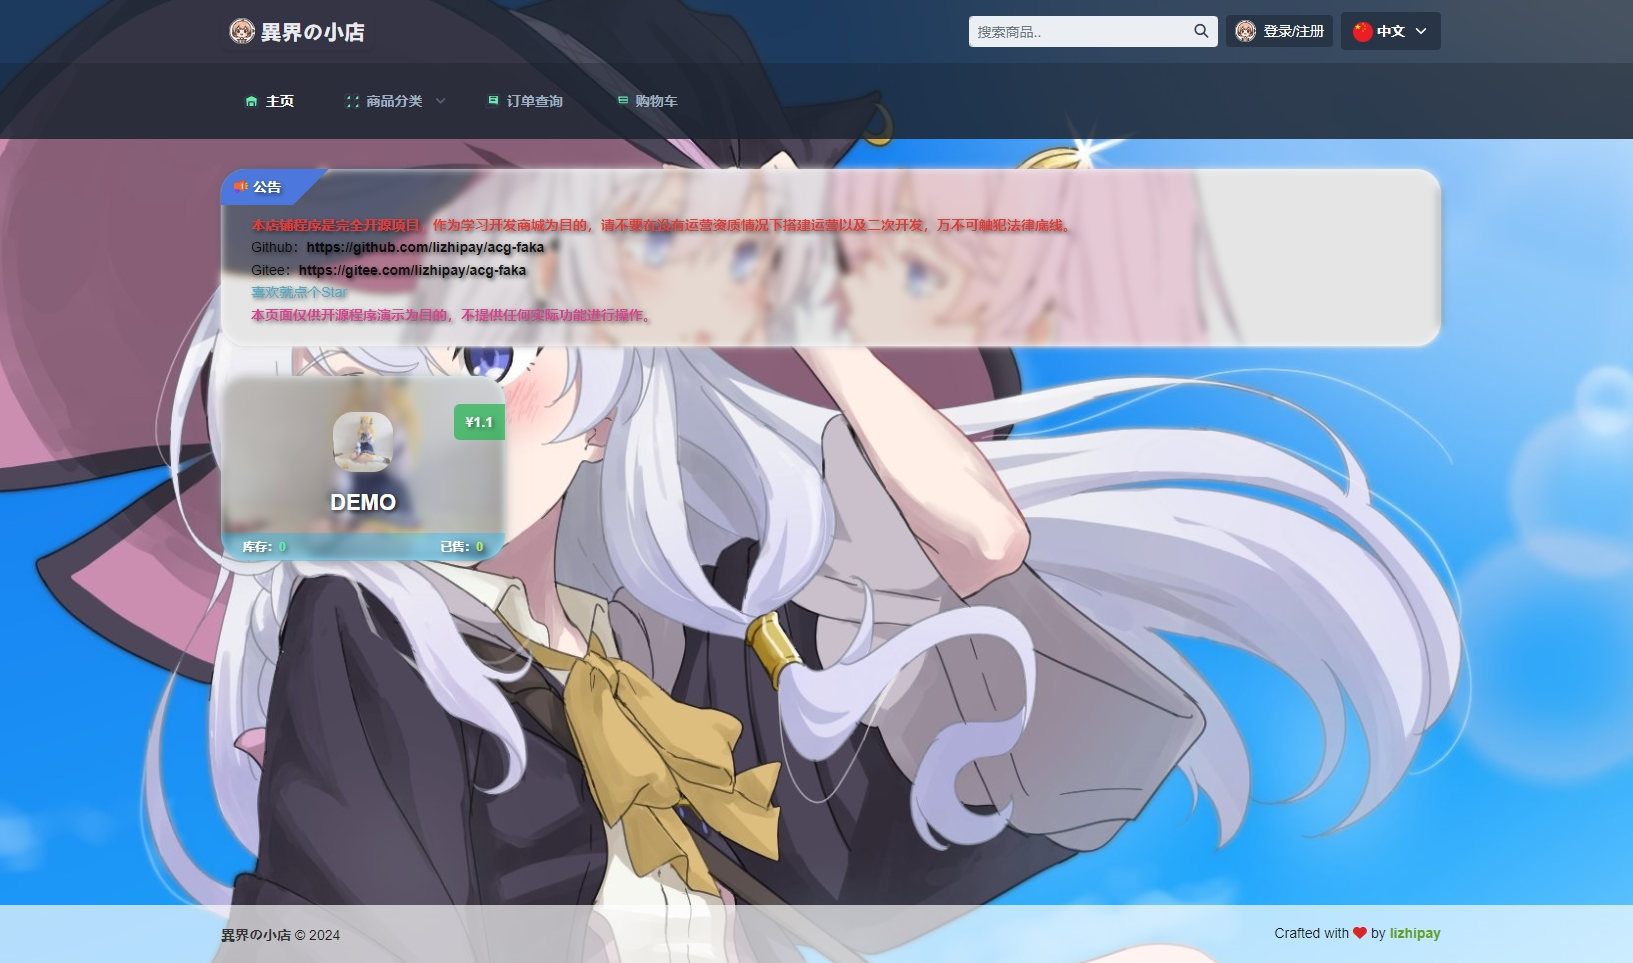 異界の小店
搜索商品..
登录/注册
中文
主页
商品分类
订单查询
购物车
公告
本店铺程序是完全开源项目，作为学习开发商城为目的，请不要在没有运营资质情况下搭建运营以及二次开发，万不可触犯法律底线。
Github：https://github.com/lizhipay/acg-faka
Gitee：https://gitee.com/lizhipay/acg-faka
喜欢就点个Star
本页面仅供开源程序演示为目的，不提供任何实际功能进行操作。
¥1.1
DEMO
库存：0
已售：0
異界の小店 © 2024
Crafted with ❤ by lizhipay